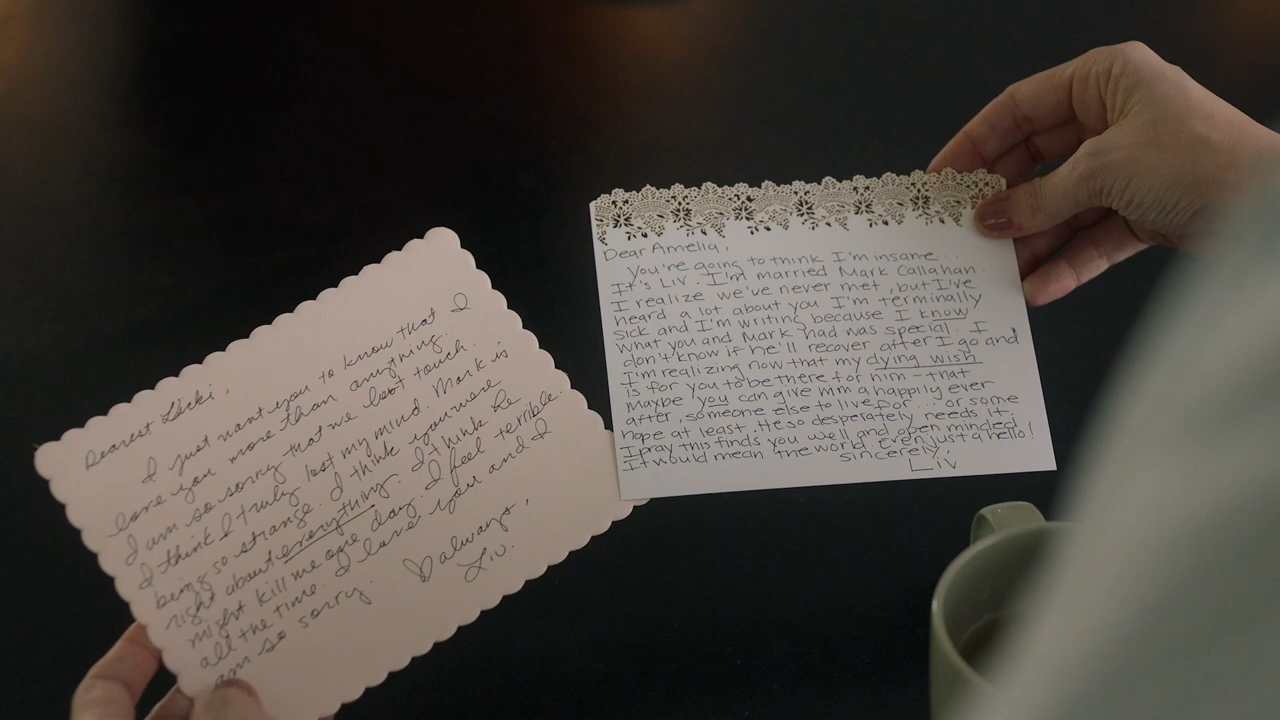 Dearest Licki,
I just want you to know that I
love you more than anything.
I am so sorry that we lost touch.
I think I truly lost my mind. Mark is
being so strange. I think you were
right about everything. I think he
might kill me one day. I feel terrible
all the time. I love you and I
am so sorry.
♡ always,
Liv.
Dear Amelia,
You're going to think I'm insane...
It's Liv. I'm married Mark Callahan.
I realize we've never met, but I've
heard a lot about you I'm terminally
sick and I'm writing because I know
what you and Mark had was special. I
don't know if he'll recover after I go and
I'm realizing now that my dying wish
is for you to be there for him - that
maybe you can give mm a happily ever
after, someone else to live for... or some
hope at least. He so desperately needs it.
I pray this finds you well and open minded.
It would mean the world, even just a hello!
sincerely,
Liv